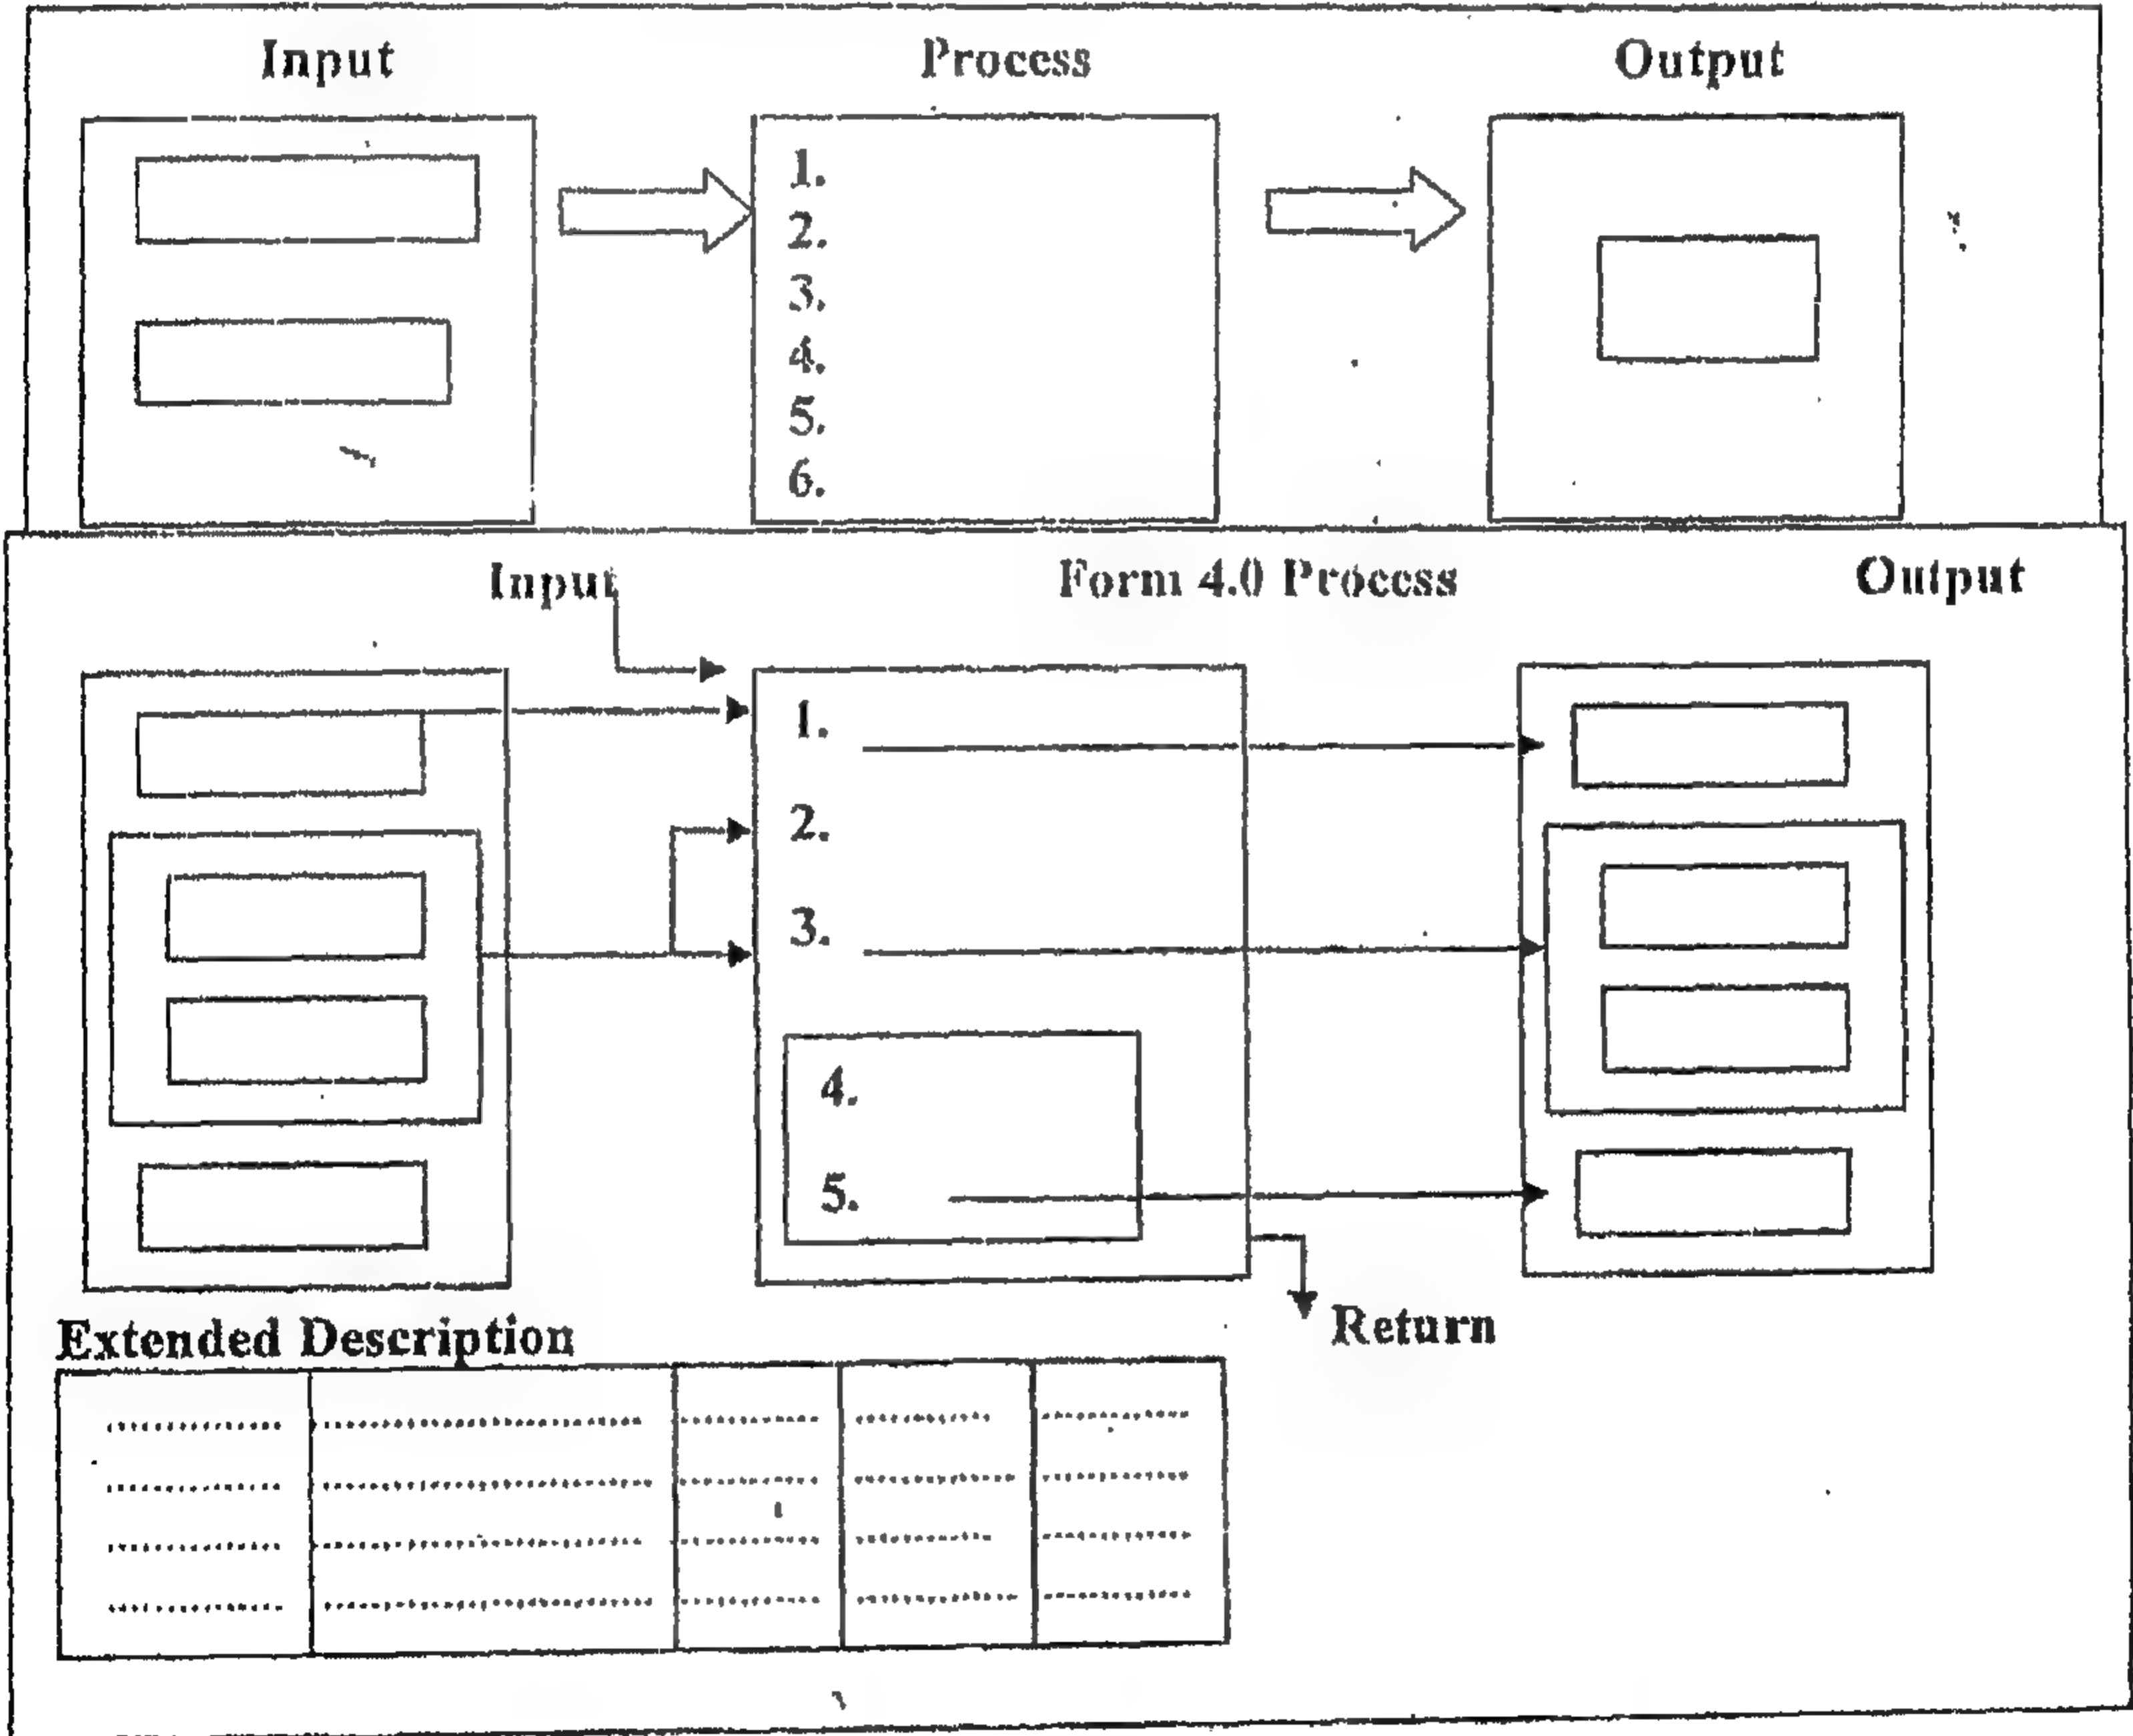 Input Process Output
1.
2.
3.
4.
5.
6.
Input Form 4.0 Process Output
1.
2.
3.
4.
5.
Return
Extended Description